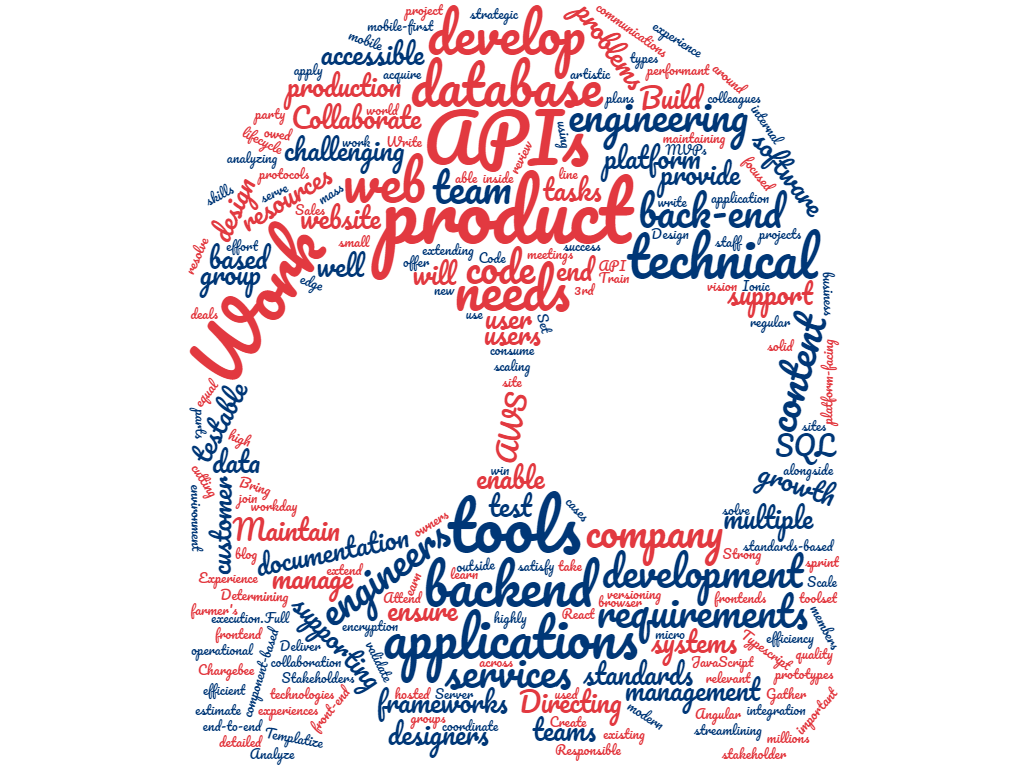 project
strategic
communications
mobile-first
develop
problems
experience
mobile
accessible
types
apply
acquire
artistic
performant
around
production
database
plans
Build
colleagues
party
world
Collaborate
APIs
using
engineering
internal
owed
lifecycle
work
Write
maintaining
analyzing
challenging
review
platform
MVPs
software
protocols
able
inside
line
provide
focused
skills
design
serve
resources
mass
web
team
tasks
write
application
Sales
website
product
back-end
resolve
effort
small
Design
staff
projects
based
group
well
extending
Code
success
meetings
technical
offer
will
code
end
API
Train
edge
new
needs
3rd
vision
Ionic
support
business
deals
Work
use
user
Set
regular
users
consume
solid
content
platform-facing
scaling
site
equal
testable
AWS
parts
sites
high
SQL
data
win
enable
alongside
cutting
Bring
growth
join
workday
customer
environment
test
cases
solve
multiple
Maintain
owners
tools
company
blog
documentation
engineers
standards-based
Strong
outside
satisfy
take
sprint
Experience
manage
extend
learn
backend
development
Scale
Determining
earn
Attend
versioning
browser
frontends
toolset
farmer's
execution.Full
supporting
ensure
highly
React
requirements
members
frontend
encryption
applications
micro
systems
Typescript
efficiency
operational
component-based
Deliver
validate
quality
collaboration
across
JavaScript
Chargebee
Stakeholders
services
standards
relevant
prototypes
efficient
technologies
hosted
Server
used
management
Gather
estimate
experiences
front-end
frameworks
Directing
modern
Angular
integration
important
end-to-end
groups
coordinate
Create
streamlining
Templatize
designers
teams
existing
detailed
millions
Analyze
Responsible
stakeholder